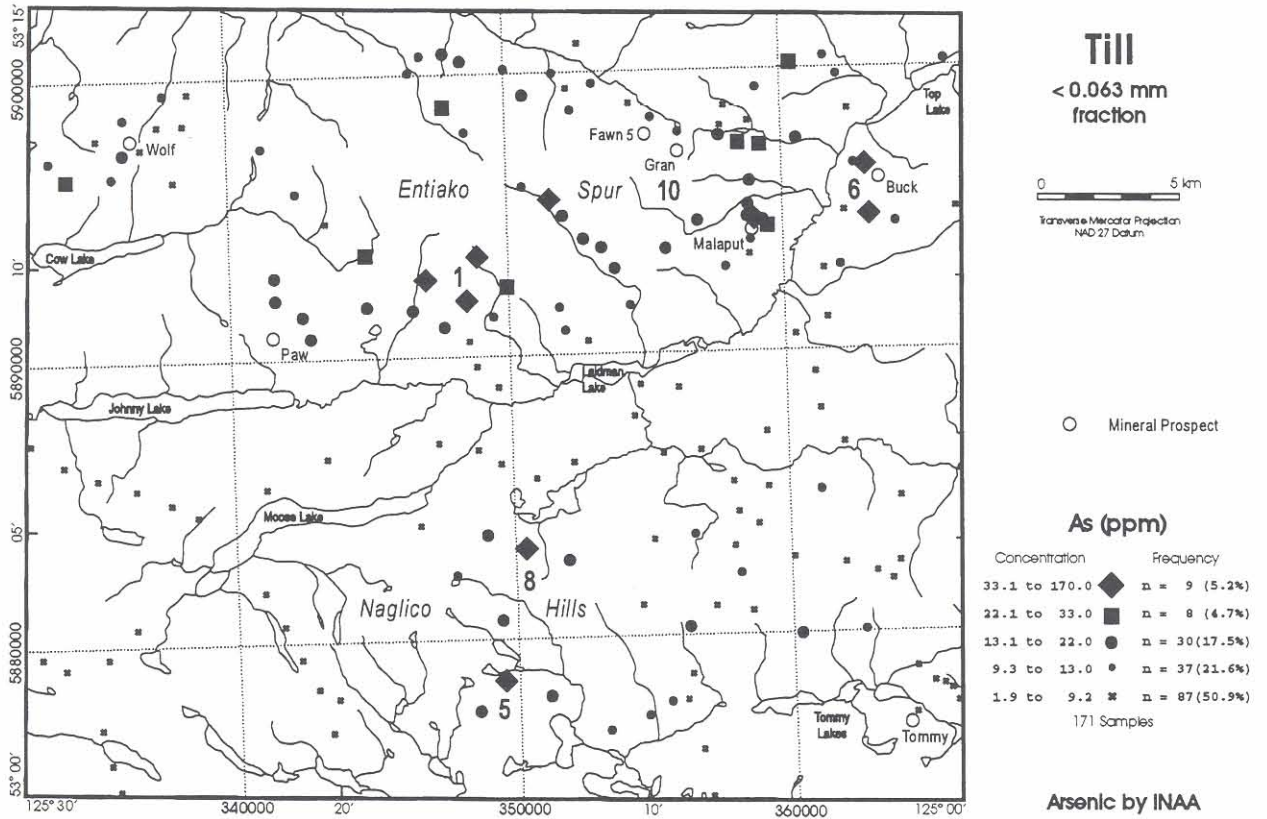 Till
< 0.063 mm
fraction
0 5 km
Transverse Mercator Projection
NAD 27 Datum
Mineral Prospect
As (ppm)
Concentration Frequency
33.1 to 170.0 n = 9 (5.2%)
22.1 to 33.0 n = 8 (4.7%)
13.1 to 22.0 n = 30 (17.5%)
9.3 to 13.0 n = 37 (21.6%)
1.9 to 9.2 n = 87 (50.9%)
171 Samples
Arsenic by INAA
53° 15′
5900000
10′
5890000
05′
5880000
53° 00′
125° 30′
340000
20′
350000
10′
360000
125° 00′
Top
Lake
Fawn 5
Wolf
Gran
Entiako Spur
10
6
Buck
Malaput
Cow Lake
1
Paw
Laidman
Lake
Johnny Lake
Moose Lake
8
Naglico Hills
5
Tommy
Lakes
Tommy